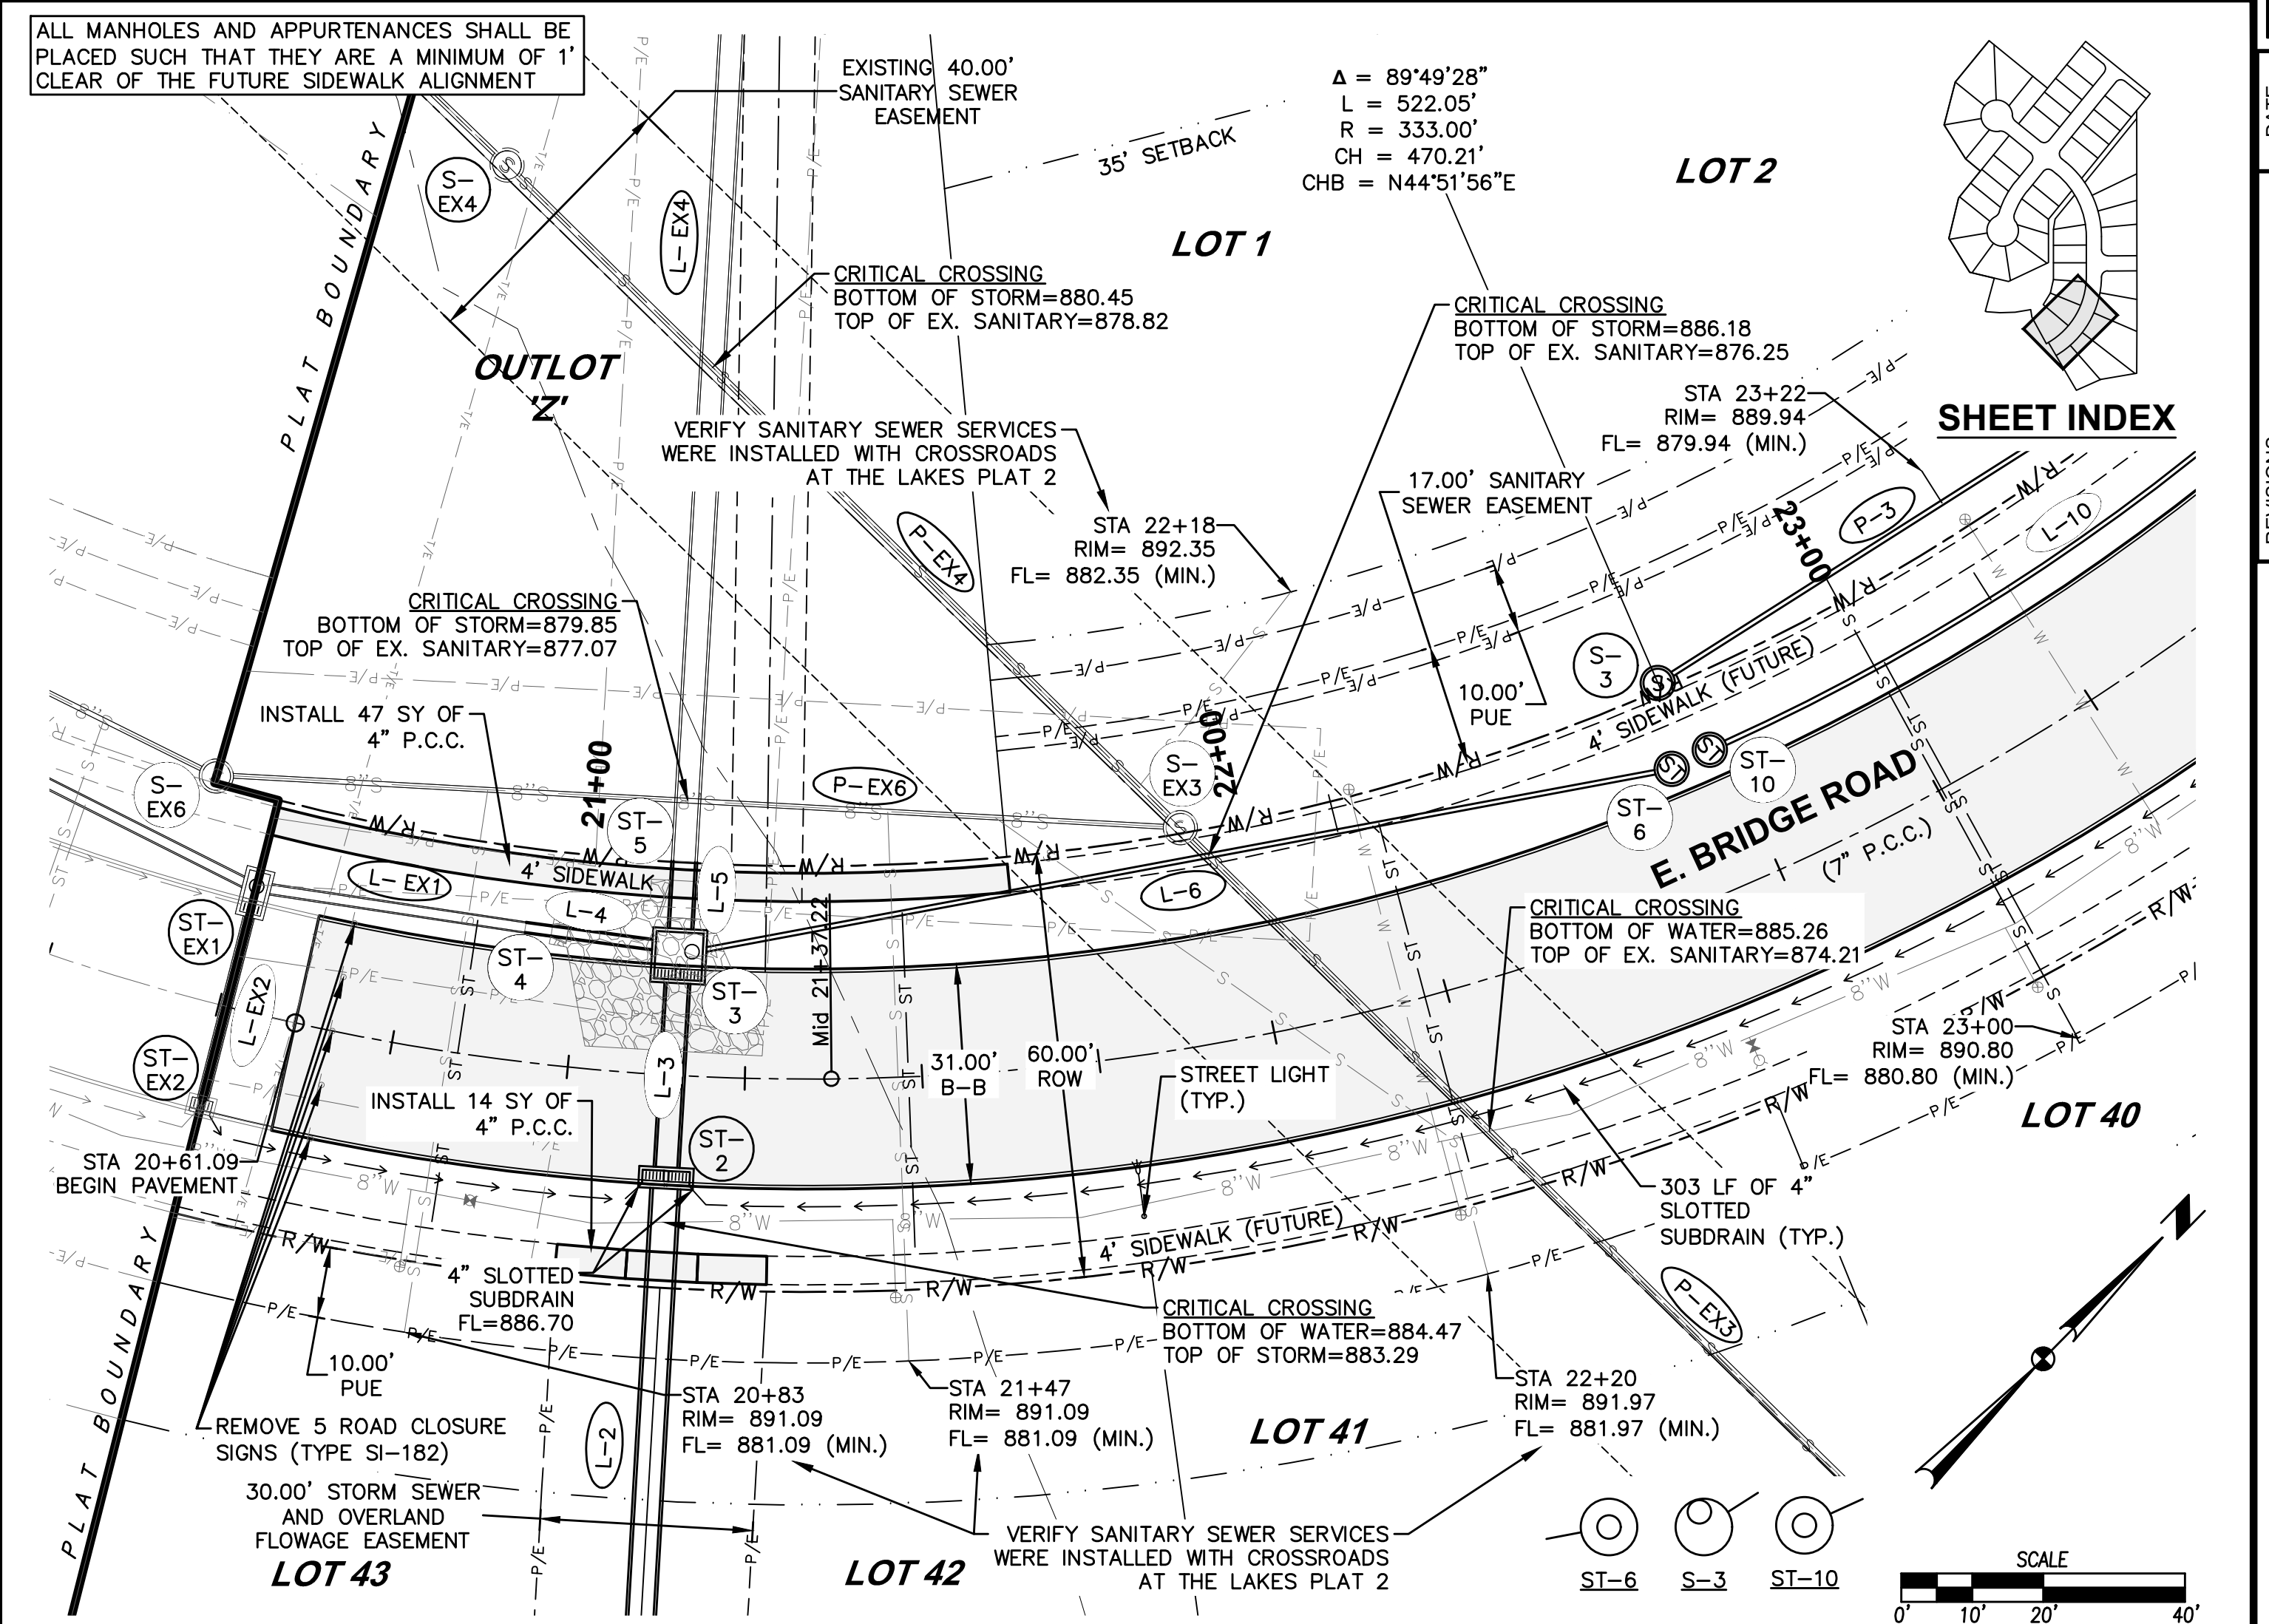 ALL MANHOLES AND APPURTENANCES SHALL BE
PLACED SUCH THAT THEY ARE A MINIMUM OF 1'
CLEAR OF THE FUTURE SIDEWALK ALIGNMENT
EXISTING 40.00'
SANITARY SEWER
EASEMENT
Δ = 89°49'28"
L = 522.05'
R = 333.00'
CH = 470.21'
CHB = N44°51'56"E
35' SETBACK
LOT 2
LOT 1
DATE
REVISIONS
SHEET INDEX
PLAT BOUNDARY
S-
EX4
L- EX4
CRITICAL CROSSING
BOTTOM OF STORM=880.45
TOP OF EX. SANITARY=878.82
CRITICAL CROSSING
BOTTOM OF STORM=886.18
TOP OF EX. SANITARY=876.25
OUTLOT
'Z'
STA 23+22
RIM= 889.94
FL= 879.94 (MIN.)
VERIFY SANITARY SEWER SERVICES
WERE INSTALLED WITH CROSSROADS
AT THE LAKES PLAT 2
17.00' SANITARY
SEWER EASEMENT
P-EX4
STA 22+18
RIM= 892.35
FL= 882.35 (MIN.)
23+00
P-3
L-10
CRITICAL CROSSING
BOTTOM OF STORM=879.85
TOP OF EX. SANITARY=877.07
10.00'
PUE
S-
3
4' SIDEWALK (FUTURE)
INSTALL 47 SY OF
4" P.C.C.
S-
EX6
21+00
P-EX6
S-
EX3
22+00
ST-
5
ST-
6
ST-
10
E. BRIDGE ROAD
(7" P.C.C.)
L- EX1
4' SIDEWALK
L-4
L-5
L-6
ST-
EX1
ST-
4
ST-
3
Mid 21+37.22
CRITICAL CROSSING
BOTTOM OF WATER=885.26
TOP OF EX. SANITARY=874.21
L-EX2
ST-
EX2
L-3
31.00'
B-B
60.00'
ROW
STREET LIGHT
(TYP.)
STA 23+00
RIM= 890.80
FL= 880.80 (MIN.)
LOT 40
INSTALL 14 SY OF
4" P.C.C.
ST-
2
STA 20+61.09
BEGIN PAVEMENT
8"W
8"W
8"W
8"W
8"W
8"W
R/W
R/W
R/W
R/W
P/E
P/E
P/E
303 LF OF 4"
SLOTTED
SUBDRAIN (TYP.)
4' SIDEWALK (FUTURE)
4" SLOTTED
SUBDRAIN
FL=886.70
PLAT BOUNDARY
10.00'
PUE
CRITICAL CROSSING
BOTTOM OF WATER=884.47
TOP OF STORM=883.29
P-EX3
REMOVE 5 ROAD CLOSURE
SIGNS (TYPE SI-182)
L-2
STA 20+83
RIM= 891.09
FL= 881.09 (MIN.)
STA 21+47
RIM= 891.09
FL= 881.09 (MIN.)
STA 22+20
RIM= 891.97
FL= 881.97 (MIN.)
LOT 41
30.00' STORM SEWER
AND OVERLAND
FLOWAGE EASEMENT
LOT 43
LOT 42
VERIFY SANITARY SEWER SERVICES
WERE INSTALLED WITH CROSSROADS
AT THE LAKES PLAT 2
ST-6
S-3
ST-10
SCALE
0' 10' 20' 40'